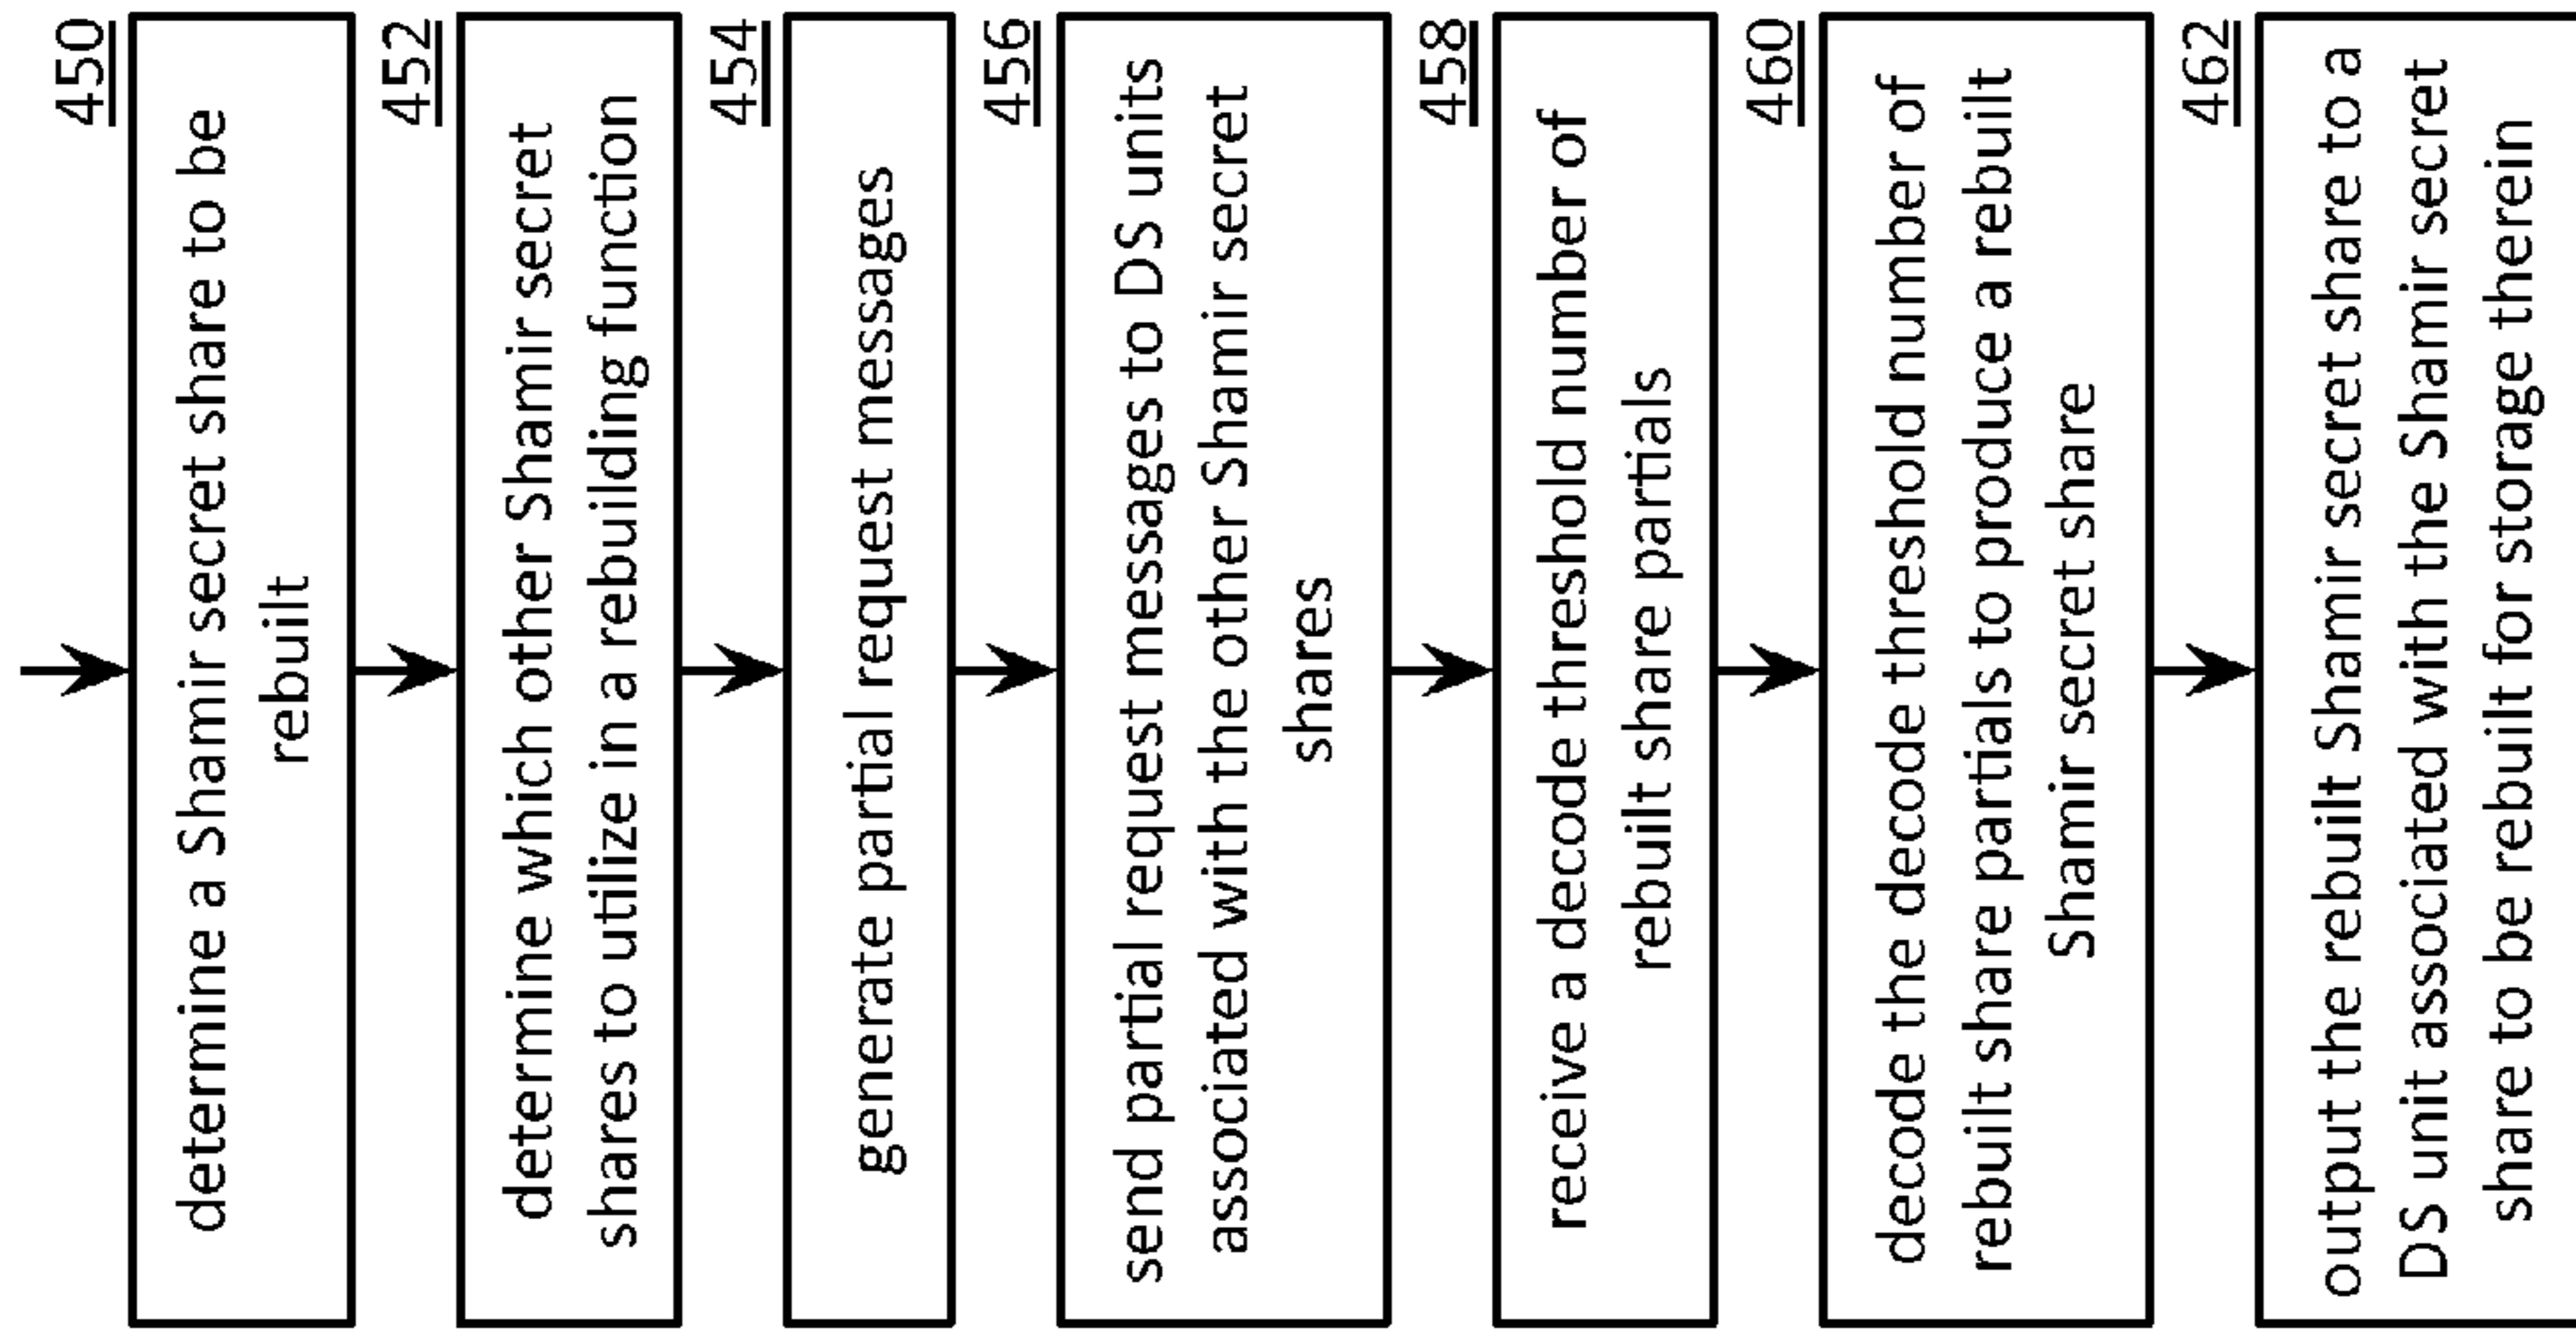 450
determine a Shamir secret share to be
rebuilt
452
determine which other Shamir secret
shares to utilize in a rebuilding function
454
generate partial request messages
456
send partial request messages to DS units
associated with the other Shamir secret
shares
458
receive a decode threshold number of
rebuilt share partials
460
decode the decode threshold number of
rebuilt share partials to produce a rebuilt
Shamir secret share
462
output the rebuilt Shamir secret share to a
DS unit associated with the Shamir secret
share to be rebuilt for storage therein